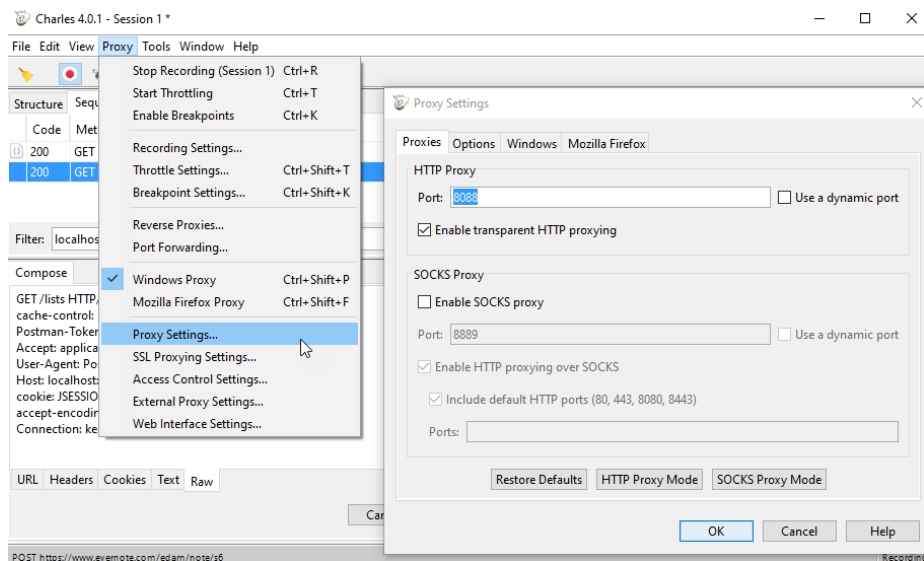 Charles 4.0.1 - Session 1 *
File Edit View Proxy Tools Window Help
Structure Sequ
Code Met
200 GET
200 GET
Filter: localhos
Compose
GET /lists HTTP/
cache-control:
Postman-Token
Accept: applica
User-Agent: Po
Host: localhost:
cookie: JSESSIO
accept-encodin
Connection: ke
URL Headers Cookies Text Raw
Can
POST https://www.evernote.com/edam/note/s6
Recording
Stop Recording (Session 1) Ctrl+R
Start Throttling Ctrl+T
Enable Breakpoints Ctrl+K
Recording Settings...
Throttle Settings... Ctrl+Shift+T
Breakpoint Settings... Ctrl+Shift+K
Reverse Proxies...
Port Forwarding...
Windows Proxy Ctrl+Shift+P
Mozilla Firefox Proxy Ctrl+Shift+F
Proxy Settings...
SSL Proxying Settings...
Access Control Settings...
External Proxy Settings...
Web Interface Settings...
Proxy Settings
Proxies Options Windows Mozilla Firefox
HTTP Proxy
Port: 8088 Use a dynamic port
Enable transparent HTTP proxying
SOCKS Proxy
Enable SOCKS proxy
Port: 8889 Use a dynamic port
Enable HTTP proxying over SOCKS
Include default HTTP ports (80, 443, 8080, 8443)
Ports:
Restore Defaults HTTP Proxy Mode SOCKS Proxy Mode
OK Cancel Help